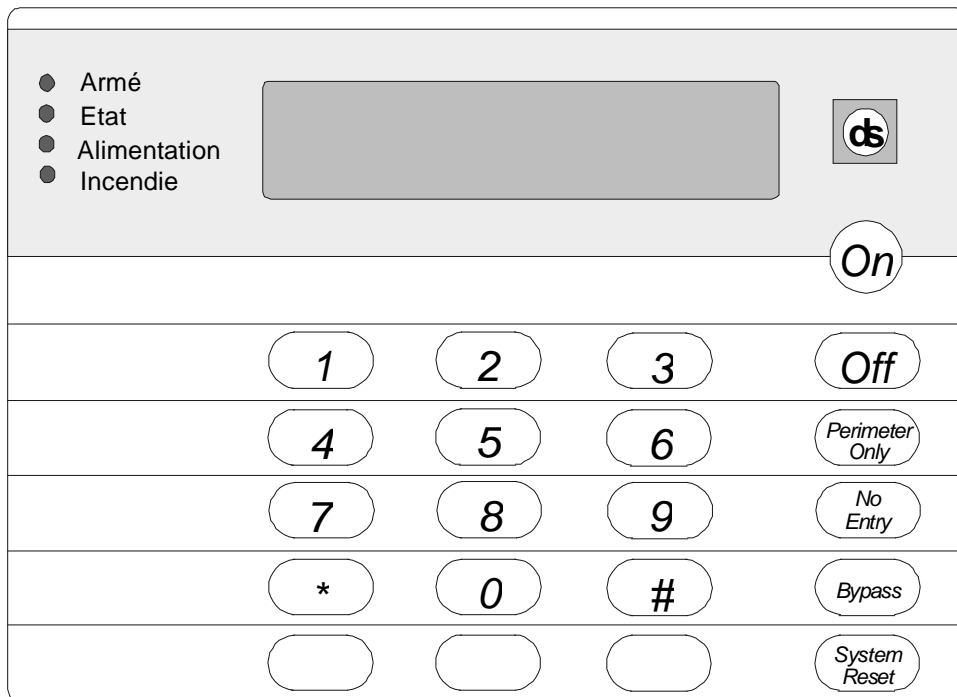 Armé
Etat
Alimentation
Incendie
ds
On
1 2 3 Off
4 5 6 Perimeter
Only
7 8 9 No
Entry
* 0 # Bypass
System
Reset